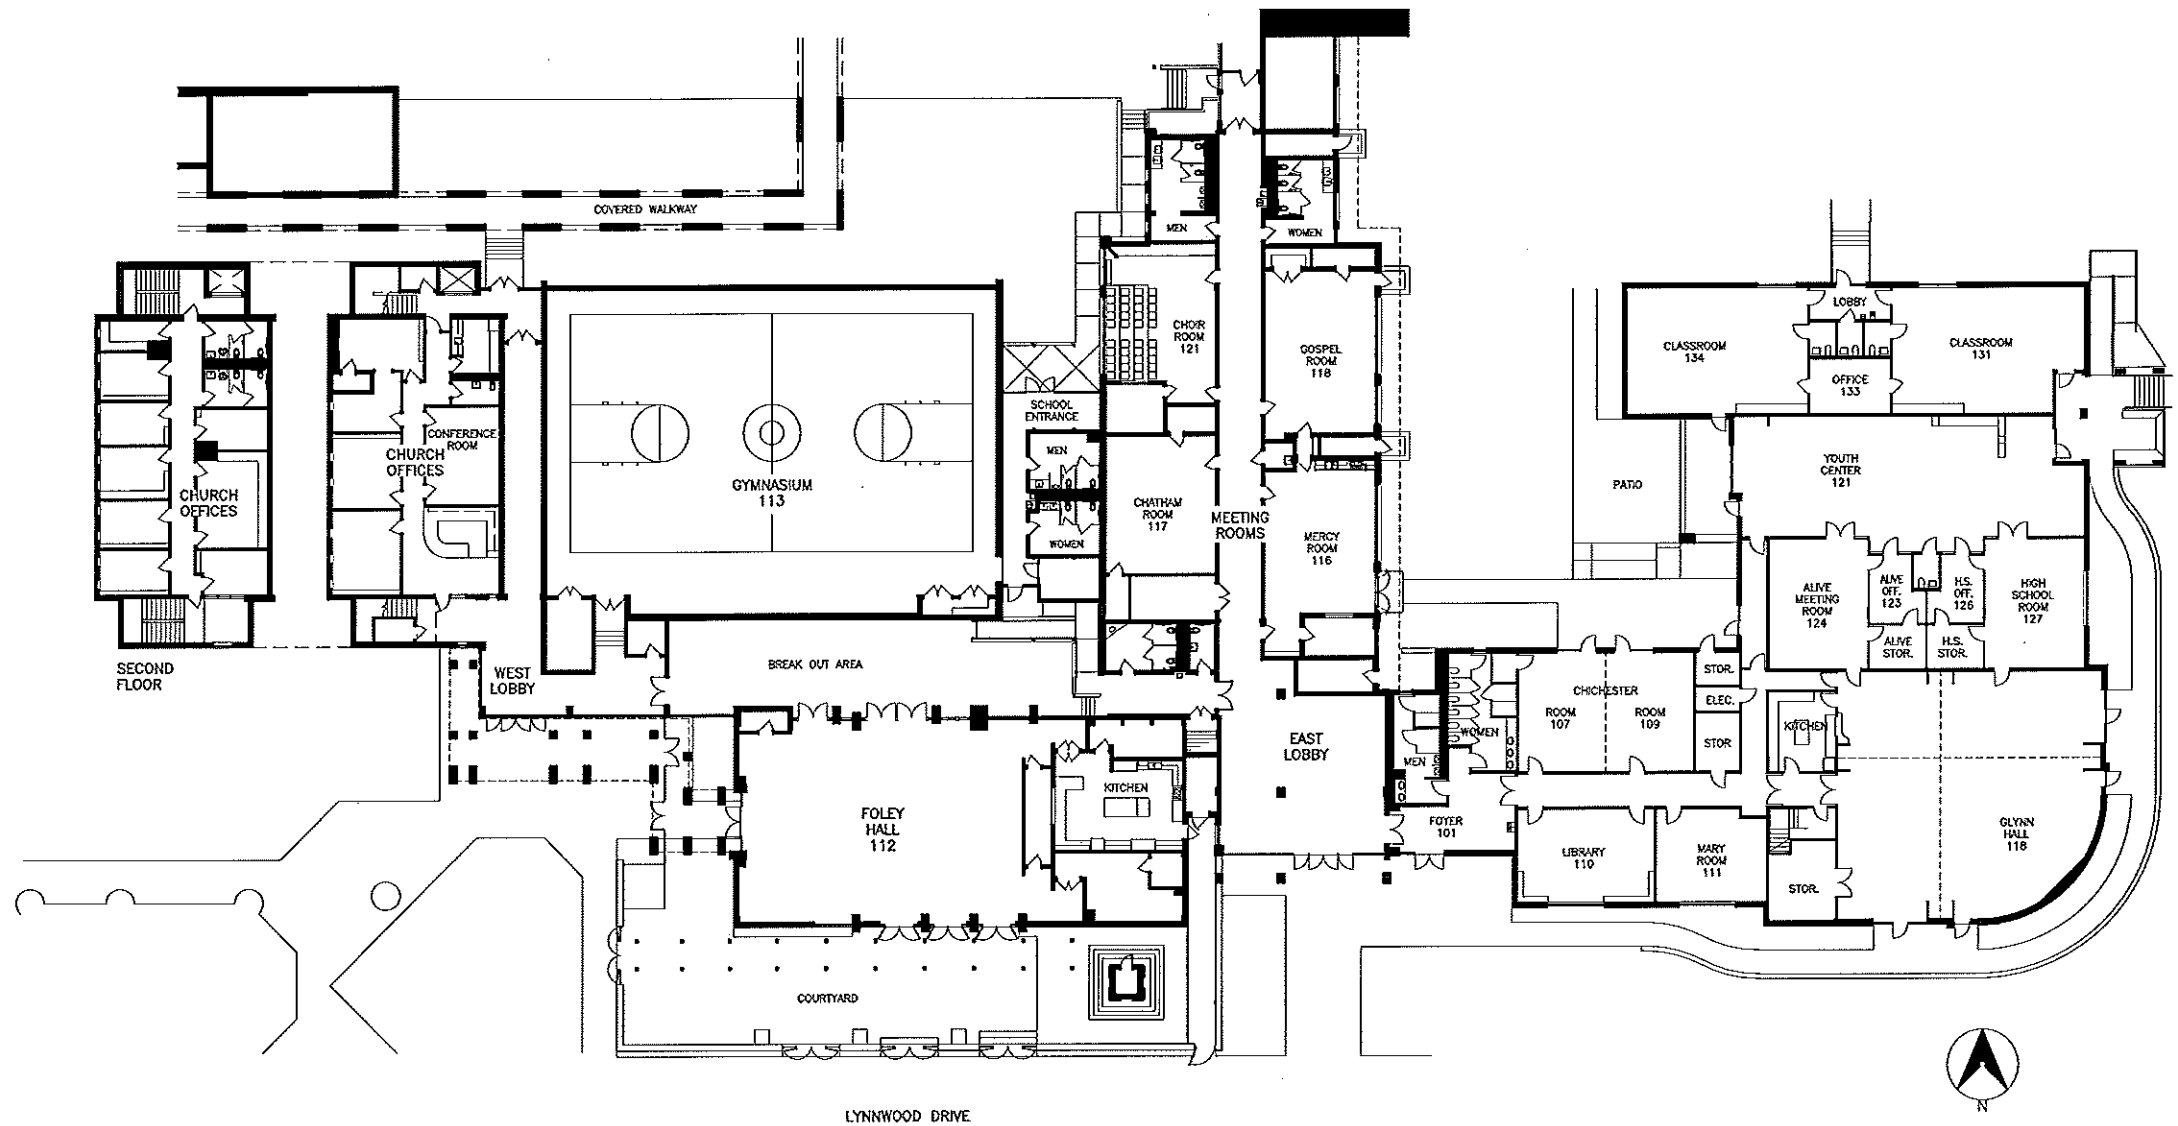 COVERED WALKWAY
MEN
WOMEN
CHOIR
ROOM
121
GOSPEL
ROOM
118
LOBBY
CLASSROOM
134
CLASSROOM
131
OFFICE
133
SCHOOL
ENTRANCE
MEN
WOMEN
CONFERENCE
ROOM
CHURCH
OFFICES
CHURCH
OFFICES
GYMNASIUM
113
CHATHAM
ROOM
117
MEETING
ROOMS
MERCY
ROOM
116
PATIO
YOUTH
CENTER
121
ALIVE
MEETING
ROOM
124
ALIVE
OFF.
123
H.S.
OFF.
126
HIGH
SCHOOL
ROOM
127
ALIVE
STOR.
H.S.
STOR.
SECOND
FLOOR
WEST
LOBBY
BREAK OUT AREA
EAST
LOBBY
WOMEN
MEN
CHICHESTER
ROOM
107
ROOM
109
STOR.
ELEC.
STOR
KITCHEN
FOLEY
HALL
112
KITCHEN
FOYER
101
LIBRARY
110
MARY
ROOM
111
STOR.
GLYNN
HALL
118
COURTYARD
N
LYNNWOOD DRIVE